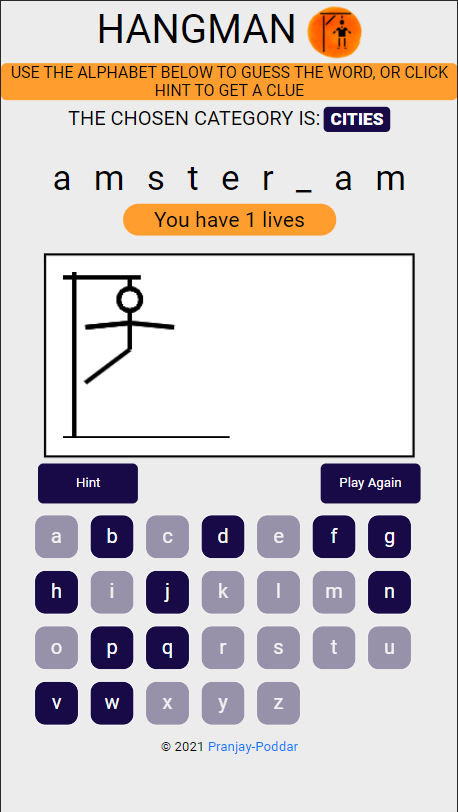 HANGMAN
USE THE ALPHABET BELOW TO GUESS THE WORD, OR CLICK
HINT TO GET A CLUE
THE CHOSEN CATEGORY IS: CITIES
a m s t e r _ a m
You have 1 lives
Hint Play Again
a b c d e f g
h i j k l m n
o p q r s t u
v w x y z
© 2021 Pranjay-Poddar